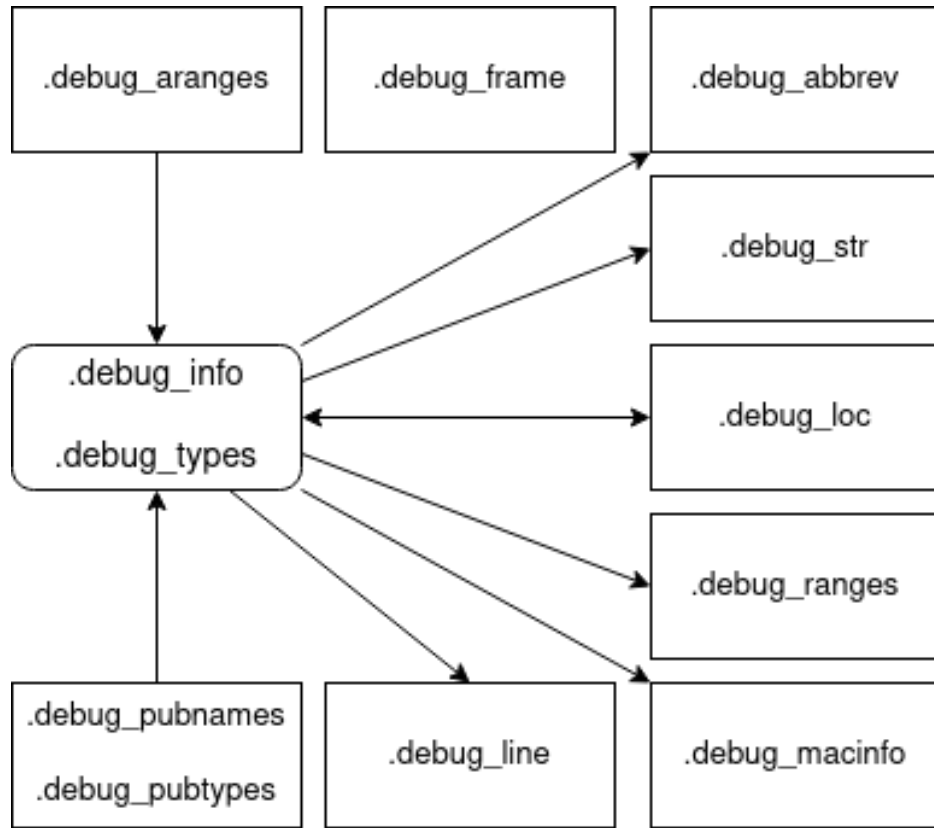 .debug_aranges
.debug_frame
.debug_abbrev
.debug_str
.debug_info
.debug_types
.debug_loc
.debug_ranges
.debug_pubnames
.debug_pubtypes
.debug_line
.debug_macinfo